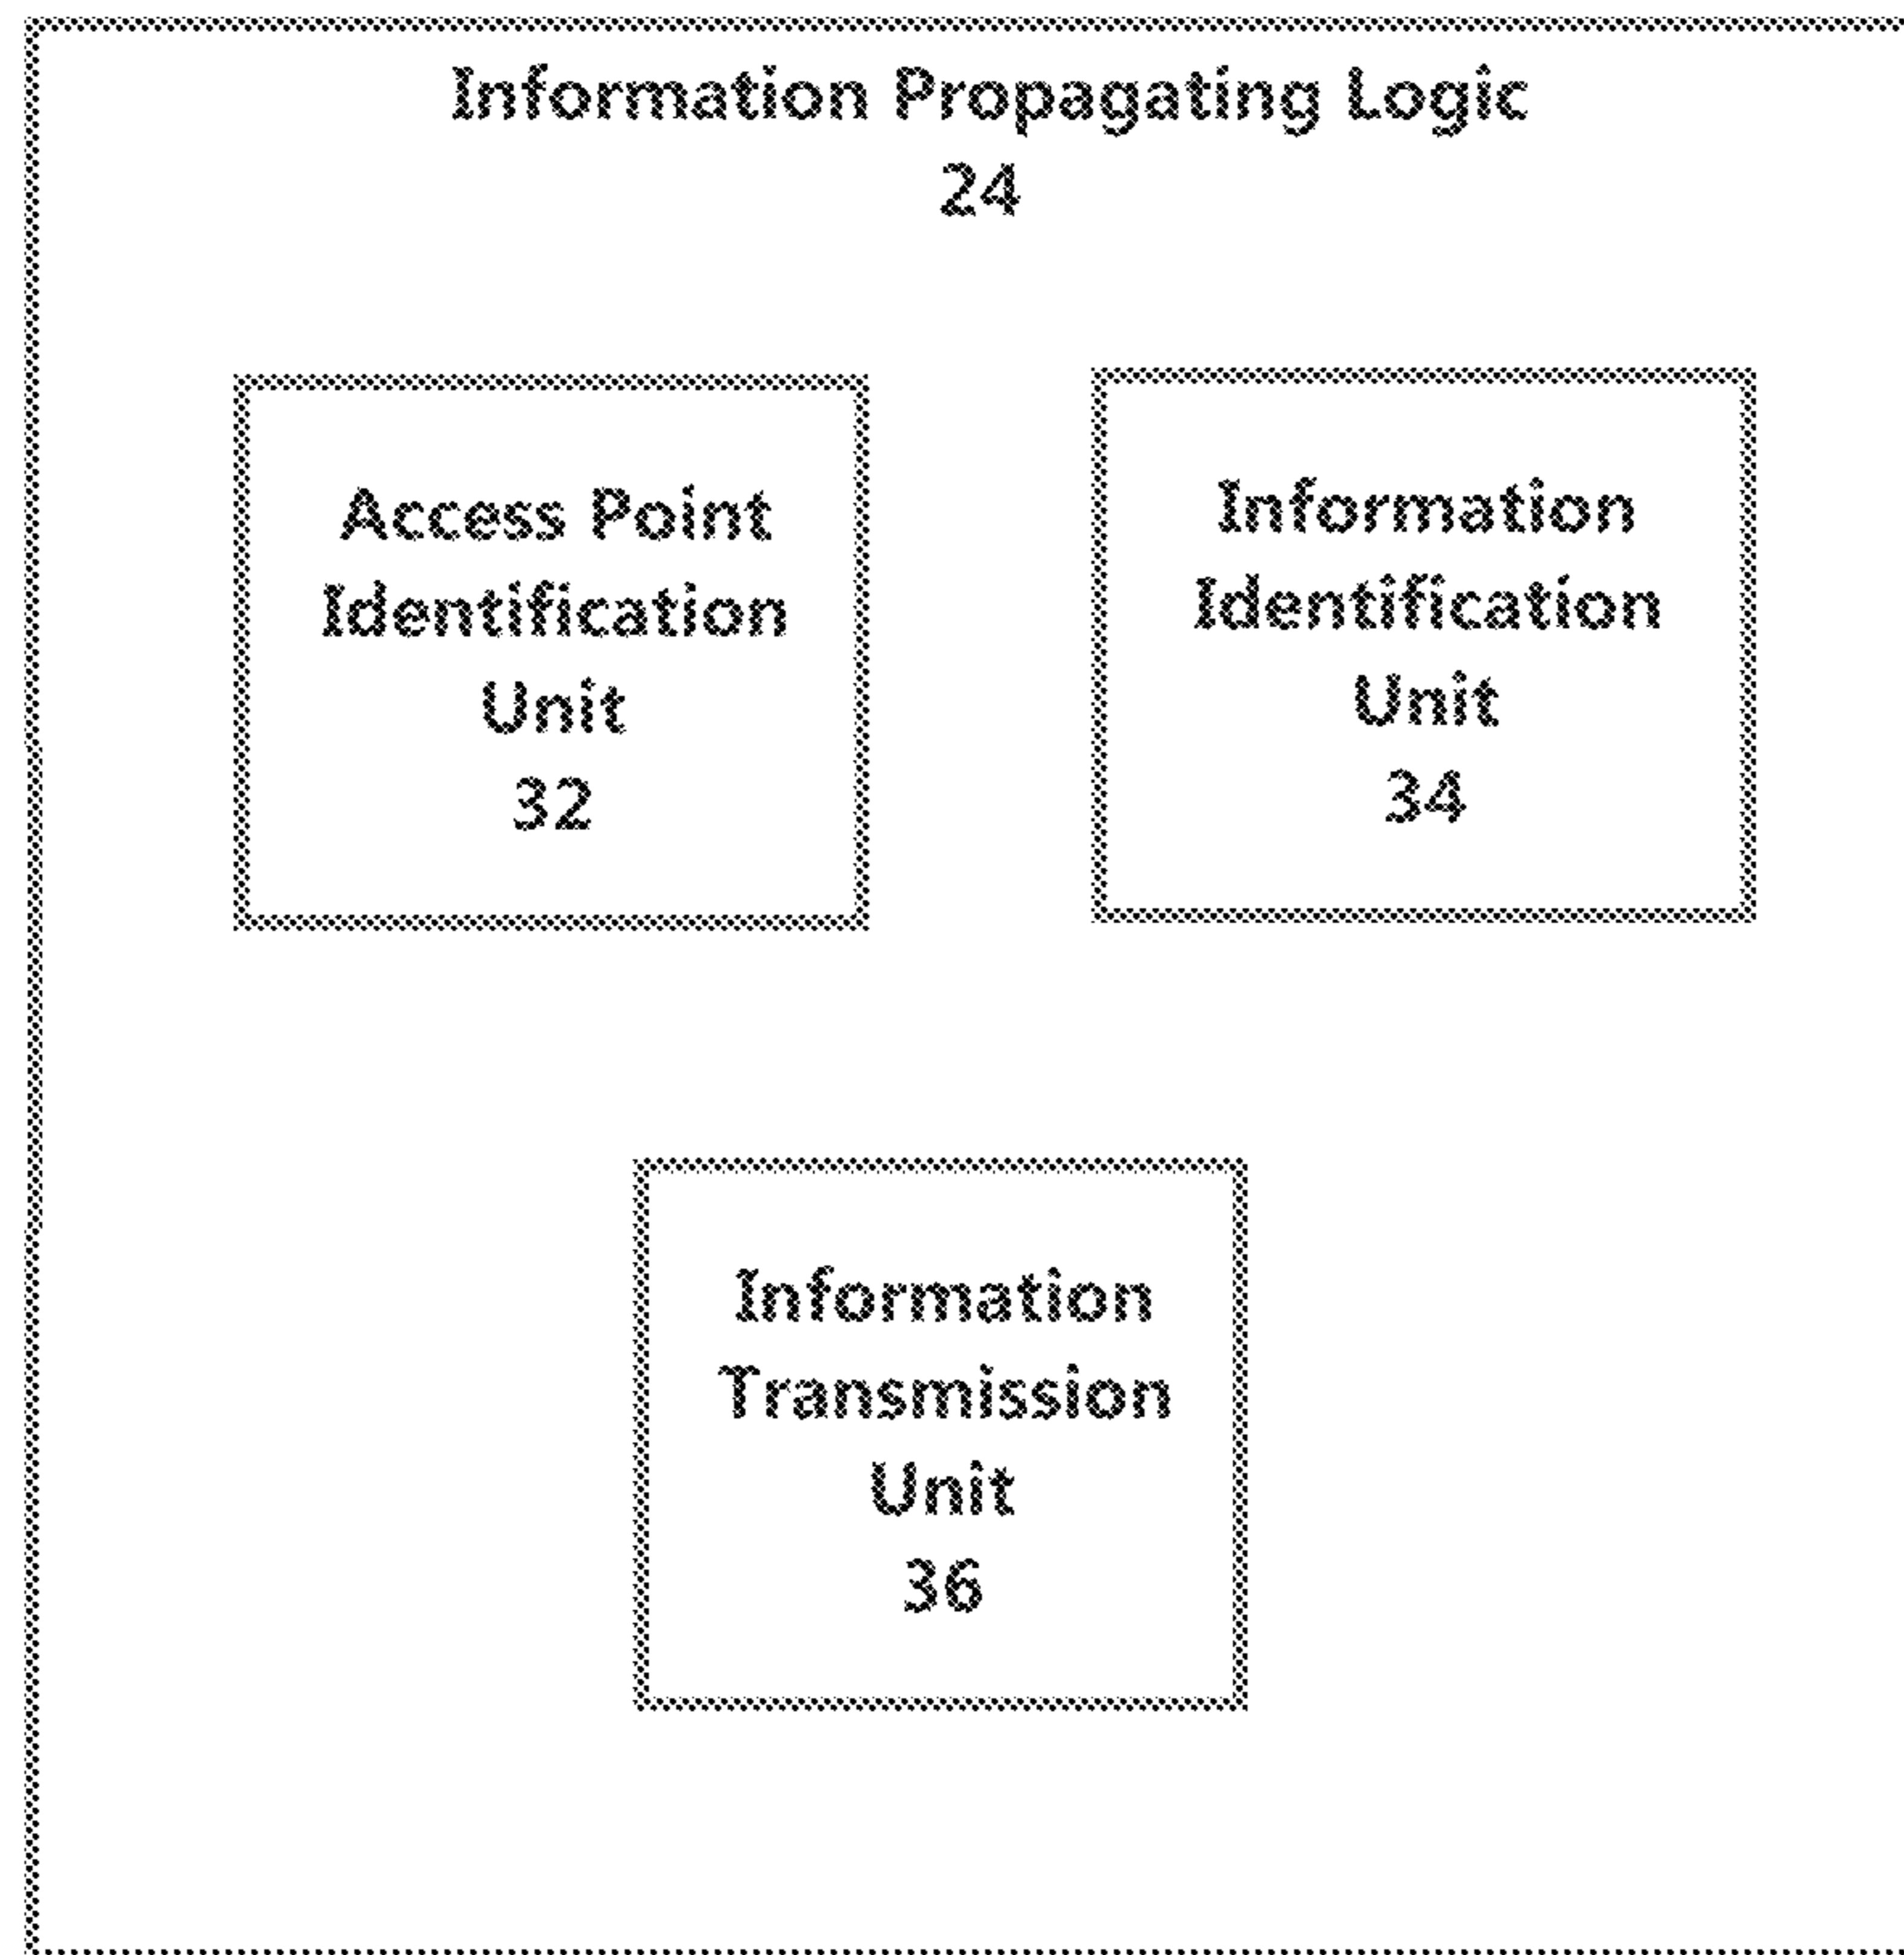 Information Propagating Logic
24
Access Point
Identification
Unit
32
Information
Identification
Unit
34
Information
Transmission
Unit
36